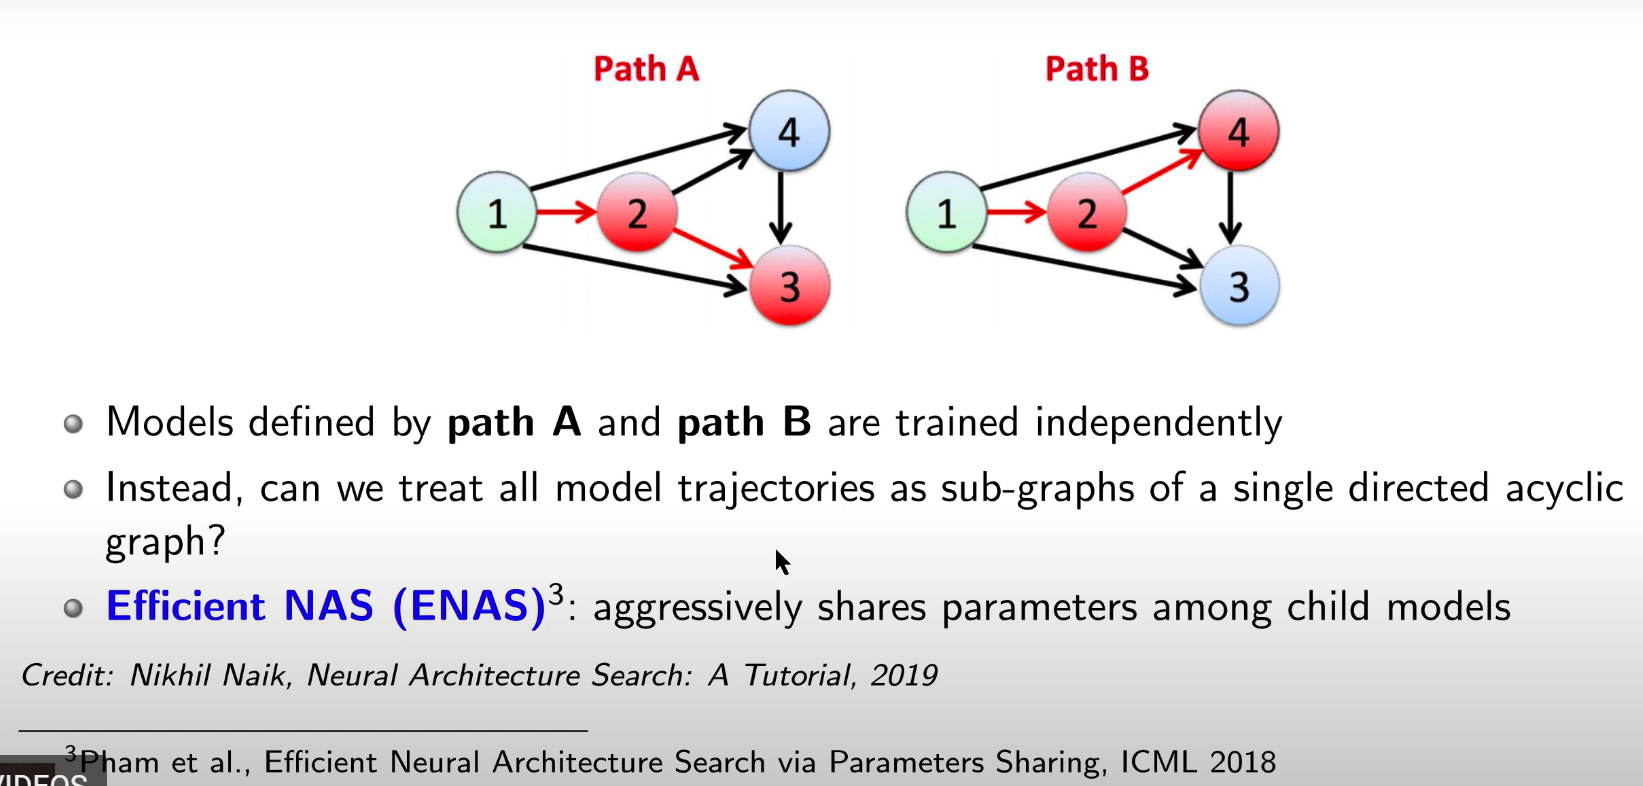 Path A
Path B
4
4
1
2
1
2
3
3
Models defined by path A and path B are trained independently
Instead, can we treat all model trajectories as sub-graphs of a single directed acyclic
graph?
Efficient NAS (ENAS)³: aggressively shares parameters among child models
Credit: Nikhil Naik, Neural Architecture Search: A Tutorial, 2019
³Pham et al., Efficient Neural Architecture Search via Parameters Sharing, ICML 2018
VIDEOS